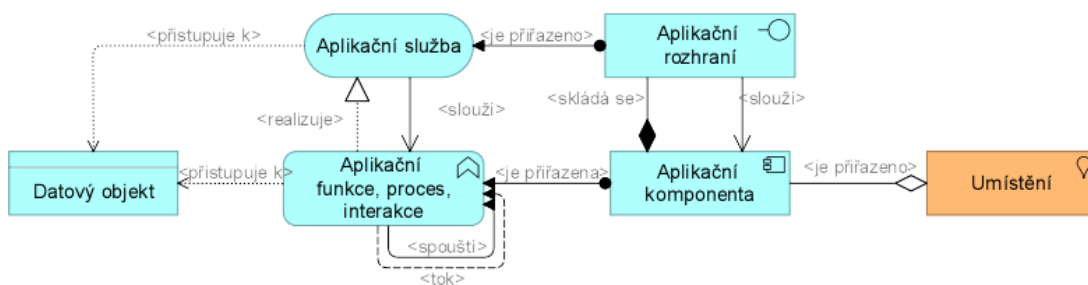 <přistupuje k>
Aplikační služba
<je přiřazeno>
Aplikační
rozhraní
<realizuje>
<slouží>
<skládá se>
<slouží>
Datový objekt
<přistupuje k>
Aplikační
funkce, proces,
interakce
<je přiřazena>
Aplikační
komponenta
<je přiřazeno>
Umístění
<spouští>
<tok>